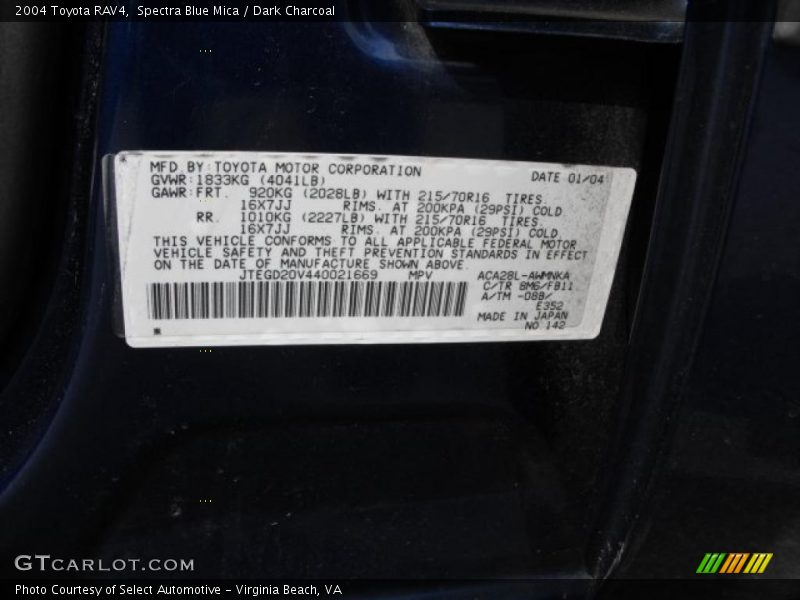 2004 Toyota RAV4,  Spectra Blue Mica / Dark Charcoal
MFD BY:TOYOTA MOTOR CORPORATION DATE 01/04
GVWR:1833KG (4041LB)
GAWR:FRT. 920KG (2028LB) WITH 215/70R16 TIRES
16X7JJ RIMS. AT 200KPA (29PSI) COLD
RR. 1010KG (2227LB) WITH 215/70R16 TIRES
16X7JJ RIMS. AT 200KPA (29PSI) COLD
THIS VEHICLE CONFORMS TO ALL APPLICABLE FEDERAL MOTOR
VEHICLE SAFETY AND THEFT PREVENTION STANDARDS IN EFFECT
ON THE DATE OF MANUFACTURE SHOWN ABOVE.
JTEGD20V440021669 MPV ACA28L-AWMNKA
C/TR 8M6/FB11
A/TM -08B/
E352
MADE IN JAPAN
NO 142
GTCARLOT.COM
Photo Courtesy of Select Automotive - Virginia Beach, VA